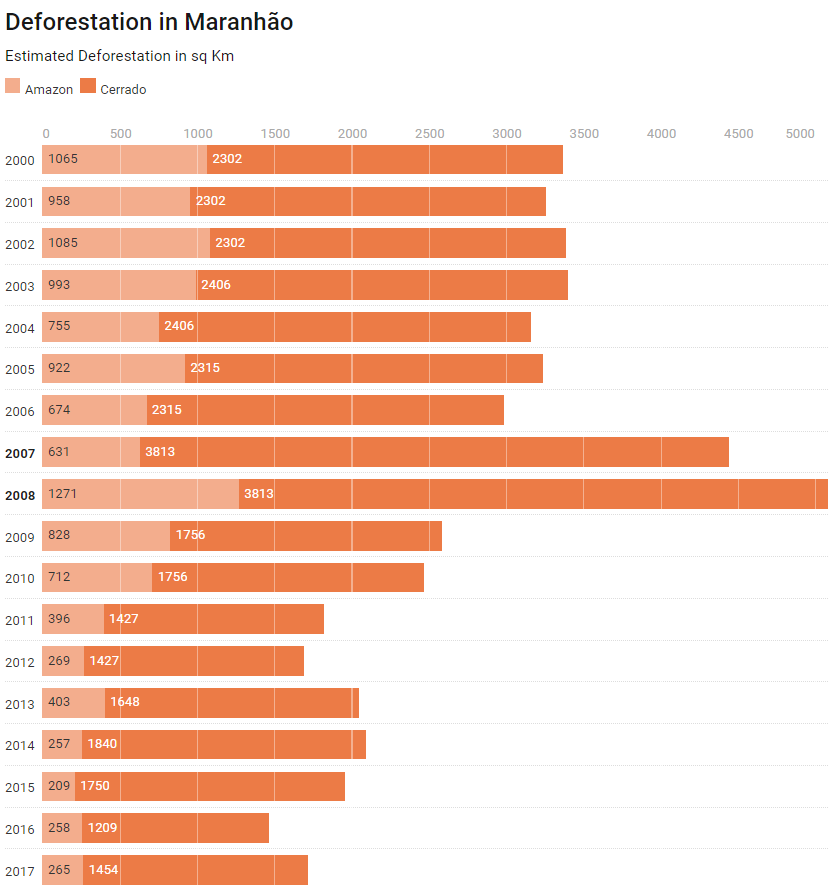 Deforestation in Maranhão
Estimated Deforestation in sq Km
Amazon Cerrado
0 500 1000 1500 2000 2500 3000 3500 4000 4500 5000
2000 1065 2302
2001 958 2302
2002 1085 2302
2003 993 2406
2004 755 2406
2005 922 2315
2006 674 2315
2007 631 3813
2008 1271 3813
2009 828 1756
2010 712 1756
2011 396 1427
2012 269 1427
2013 403 1648
2014 257 1840
2015 209 1750
2016 258 1209
2017 265 1454